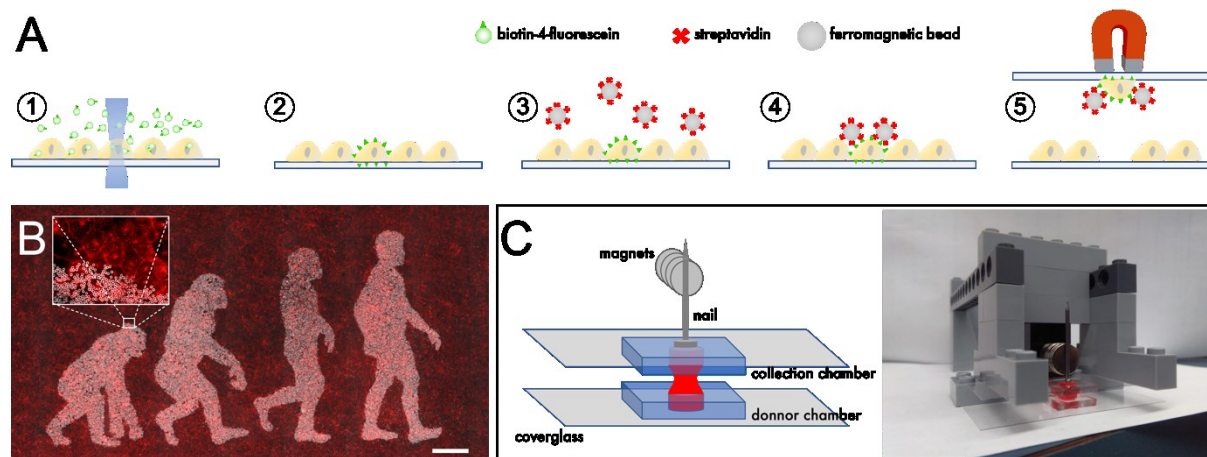 A
biotin-4-fluorescein
streptavidin
ferromagnetic bead
1
2
3
4
5
B
C
magnets
nail
collection chamber
donnor chamber
coverglass